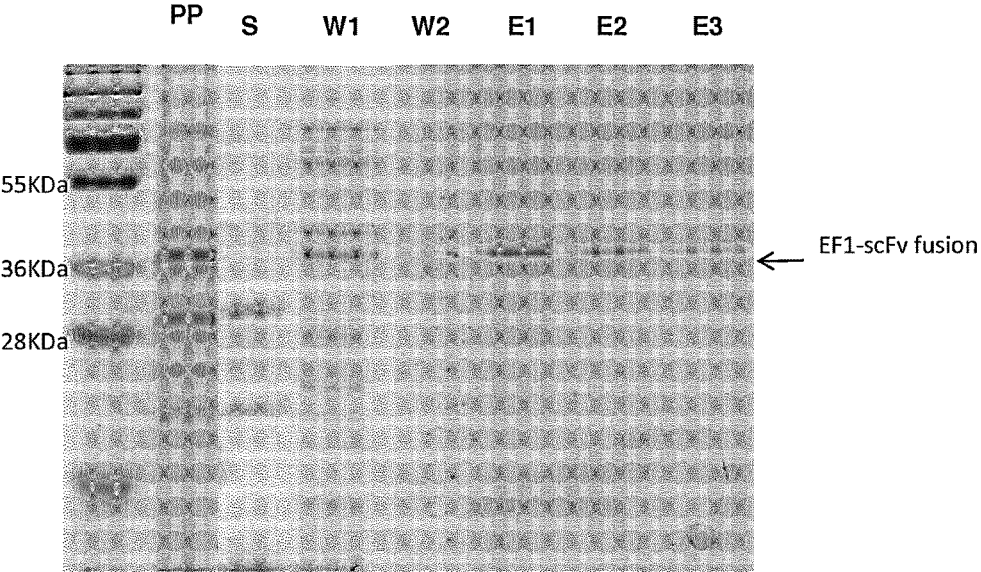 PP S W1 W2 E1 E2 E3
55KDa
EF1-scFv fusion
36KDa
28KDa